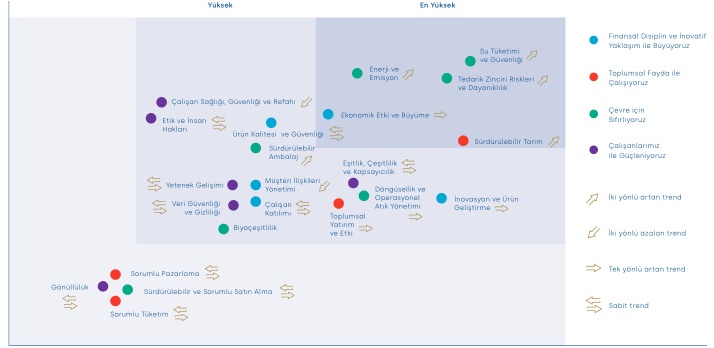 Yüksek
En Yüksek
Su Tüketimi
ve Güvenliği
Enerji ve
Emisyon
Tedarik Zinciri Riskleri
ve Dayanıklılık
Çalışan Sağlığı, Güvenliği ve Refahı
Etik ve İnsan
Hakları
Ekonomik Etki ve Büyüme
Ürün Kalitesi ve Güvenliği
Sürdürülebilir
Ambalaj
Sürdürülebilir Tarım
Eşitlik, Çeşitlilik
ve Kapsayıcılık
Yetenek Gelişimi
Müşteri İlişkileri
Yönetimi
Döngüsellik ve
Operasyonel
Atık Yönetimi
Veri Güvenliği
ve Gizliliği
Çalışan
Katılımı
İnovasyon ve Ürün
Geliştirme
Toplumsal
Yatırım
ve Etki
Biyoçeşitlilik
Sorumlu Pazarlama
Gönüllülük
Sürdürülebilir ve Sorumlu Satın Alma
Sorumlu Tüketim
Finansal Disiplin ve İnovatif
Yaklaşım ile Büyüyoruz
Toplumsal Fayda ile
Çalışıyoruz
Çevre için
Sıfırlıyoruz
Çalışanlarımız
ile Güçleniyoruz
İki yönlü artan trend
İki yönlü azalan trend
Tek yönlü artan trend
Sabit trend